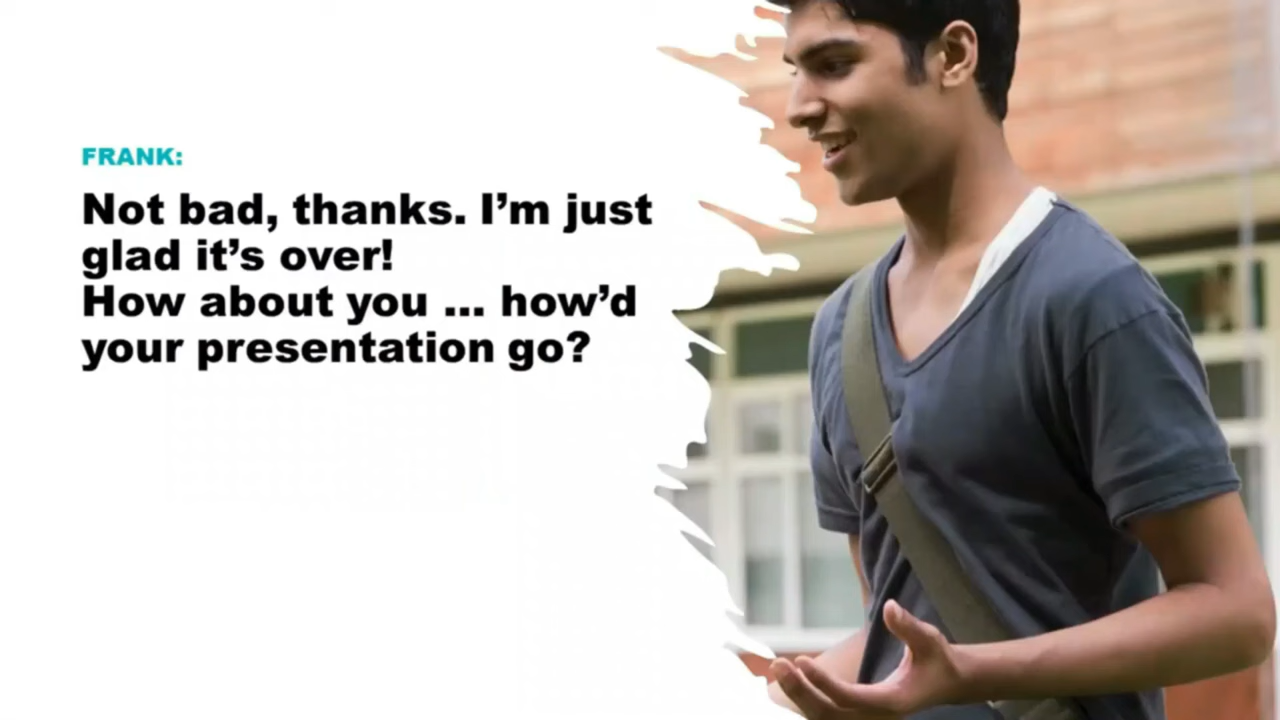 FRANK:
Not bad, thanks. I’m just
glad it’s over!
How about you ... how’d
your presentation go?